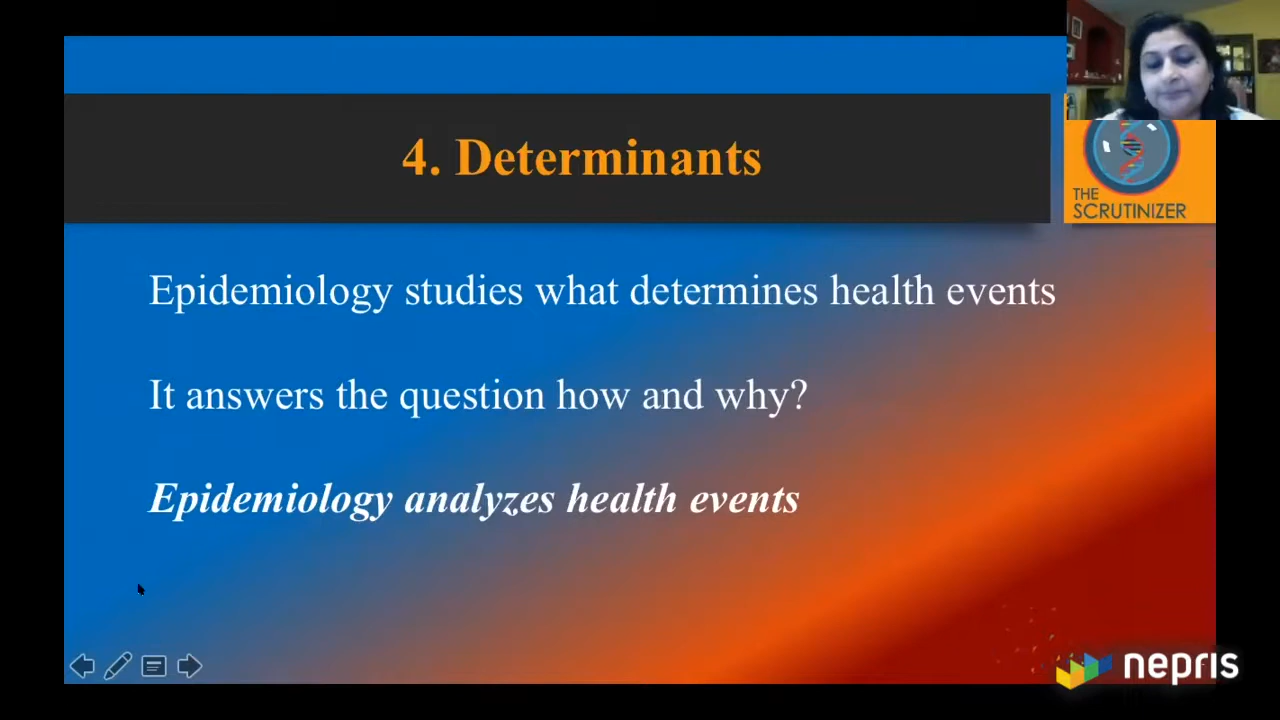 4. Determinants
THE
SCRUTINIZER
Epidemiology studies what determines health events
It answers the question how and why?
Epidemiology analyzes health events
nepris